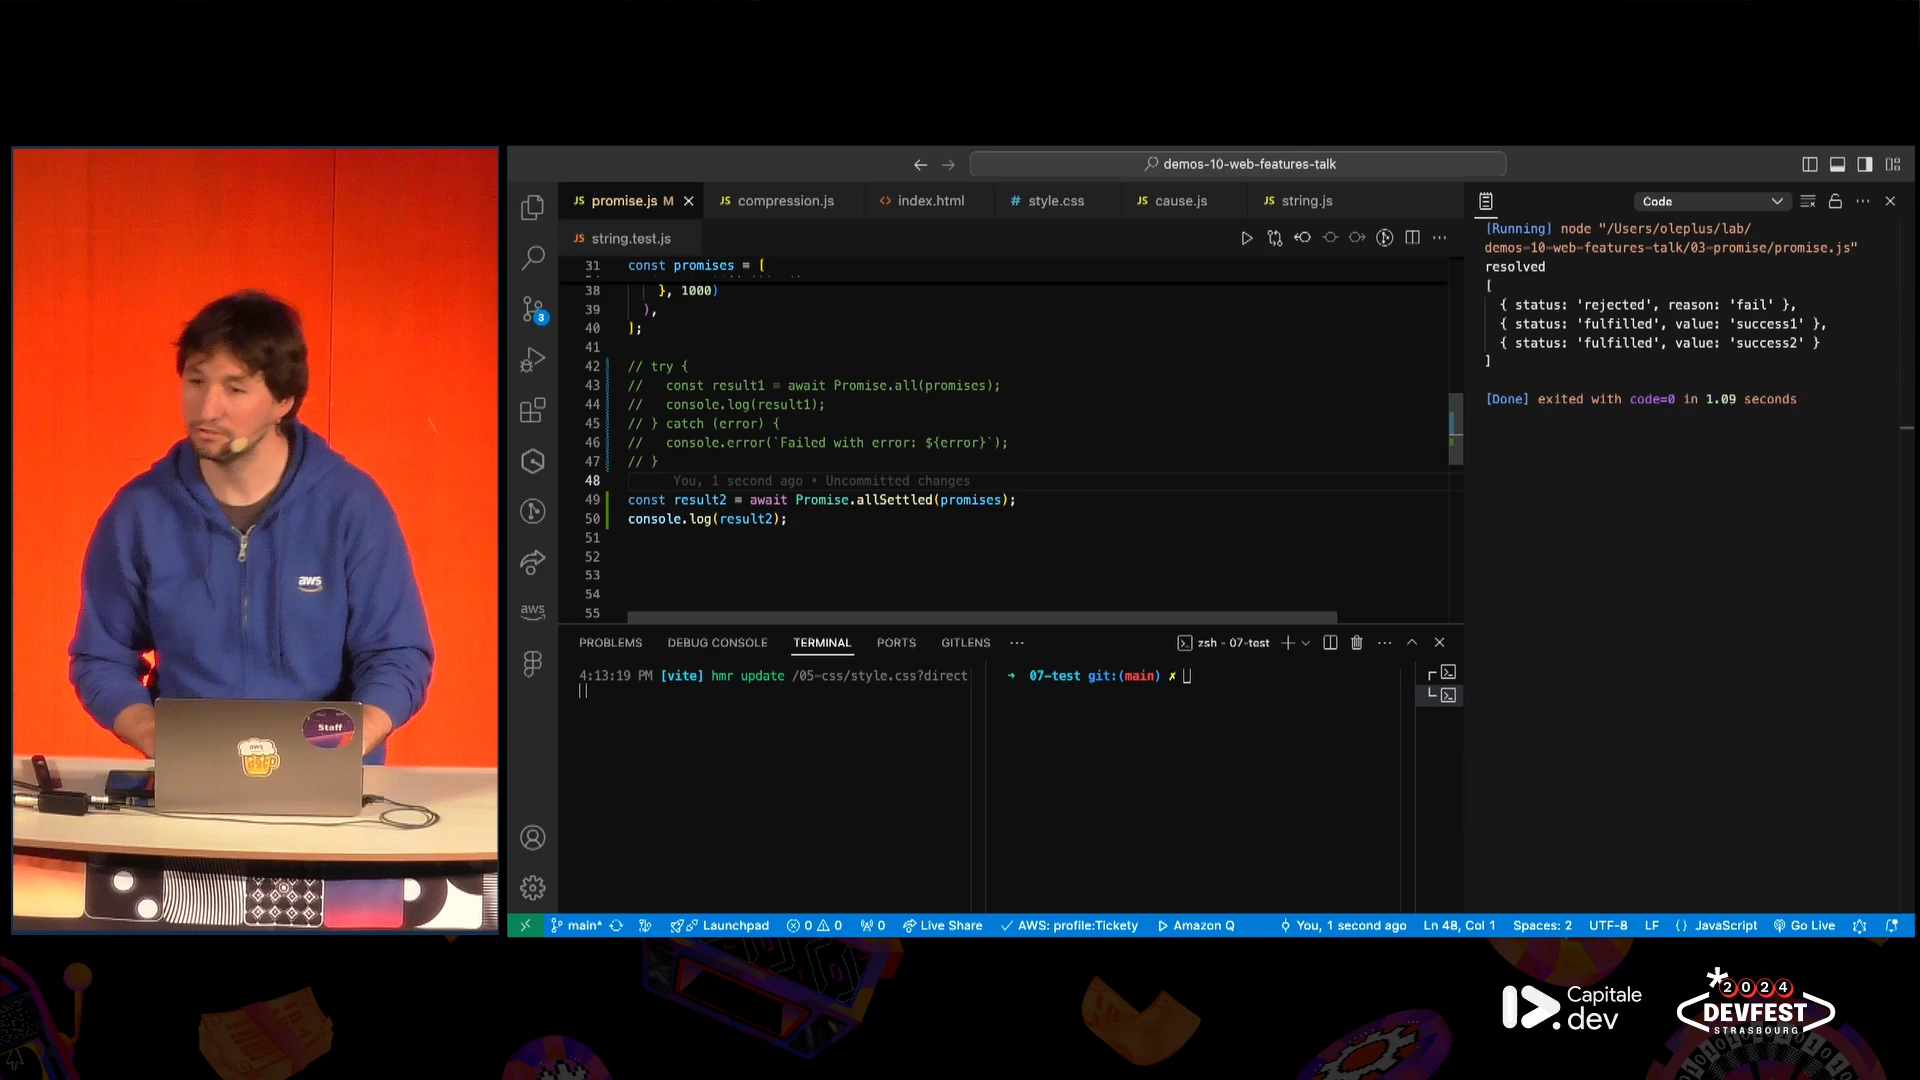 demos-10-web-features-talk
JS promise.js M
JS compression.js
<> index.html
# style.css
JS cause.js
JS string.js
JS string.test.js
31 const promises = [
38 }, 1000)
39 ),
40 ];
41
42 // try {
43 //   const result1 = await Promise.all(promises);
44 //   console.log(result1);
45 // } catch (error) {
46 //   console.error(`Failed with error: ${error}`);
47 // }
48 You, 1 second ago • Uncommitted changes
49 const result2 = await Promise.allSettled(promises);
50 console.log(result2);
51
52
53
54
55
Code
[Running] node "/Users/oleplus/lab/
demos-10-web-features-talk/03-promise/promise.js"
resolved
[
{ status: 'rejected', reason: 'fail' },
{ status: 'fulfilled', value: 'success1' },
{ status: 'fulfilled', value: 'success2' }
]
[Done] exited with code=0 in 1.09 seconds
3
aws
PROBLEMS DEBUG CONSOLE TERMINAL PORTS GITLENS
zsh - 07-test
4:13:19 PM [vite] hmr update /05-css/style.css?direct
➜ 07-test git:(main) ✗
main* Launchpad 0 0 0 Live Share AWS: profile:Tickety Amazon Q You, 1 second ago Ln 48, Col 1 Spaces: 2 UTF-8 LF {} JavaScript Go Live
aws
Staff
aws
Capitale
dev
2024
DEVFEST
STRASBOURG